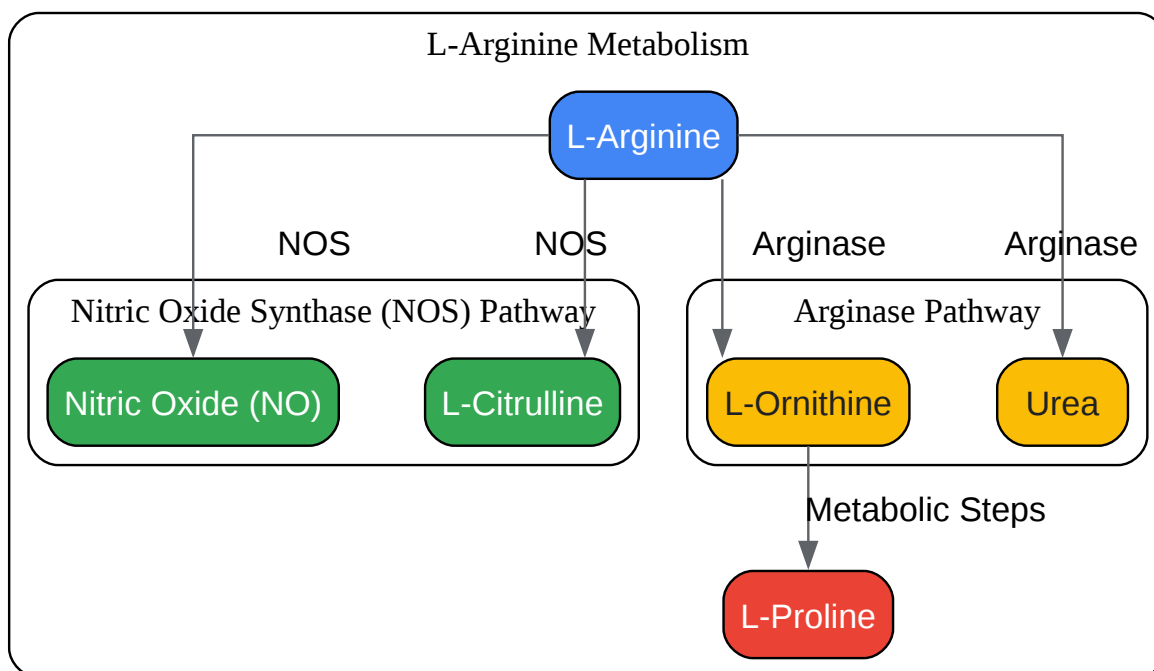 L-Arginine Metabolism
L-Arginine
NOS
NOS
Arginase
Arginase
Nitric Oxide Synthase (NOS) Pathway
Arginase Pathway
Nitric Oxide (NO)
L-Citrulline
L-Ornithine
Urea
Metabolic Steps
L-Proline